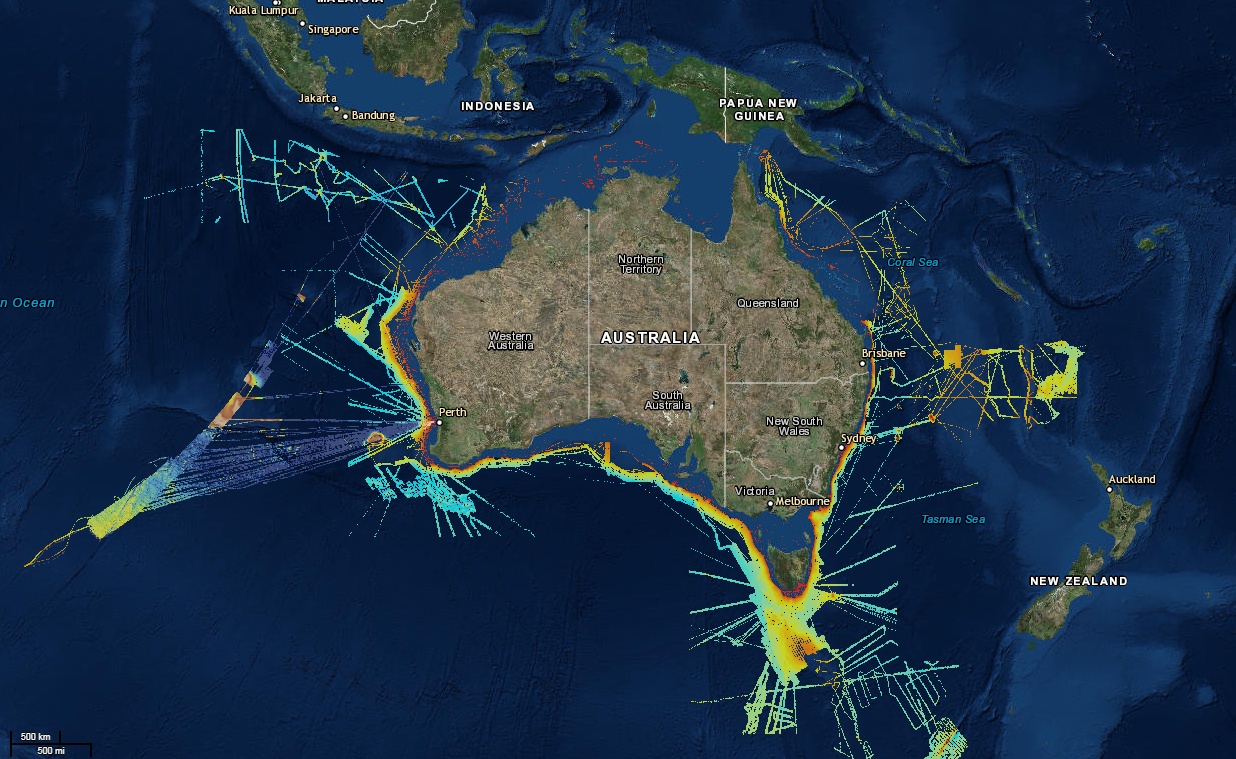 MALAYSIA
Kuala Lumpur
Singapore
Jakarta
Bandung
INDONESIA
PAPUA NEW
GUINEA
Coral Sea
Northern
Territory
Queensland
n Ocean
Western
Australia
AUSTRALIA
Brisbane
South
Australia
Perth
New South
Wales
Sydney
Victoria
Melbourne
Auckland
Tasman Sea
NEW ZEALAND
500 km
500 mi